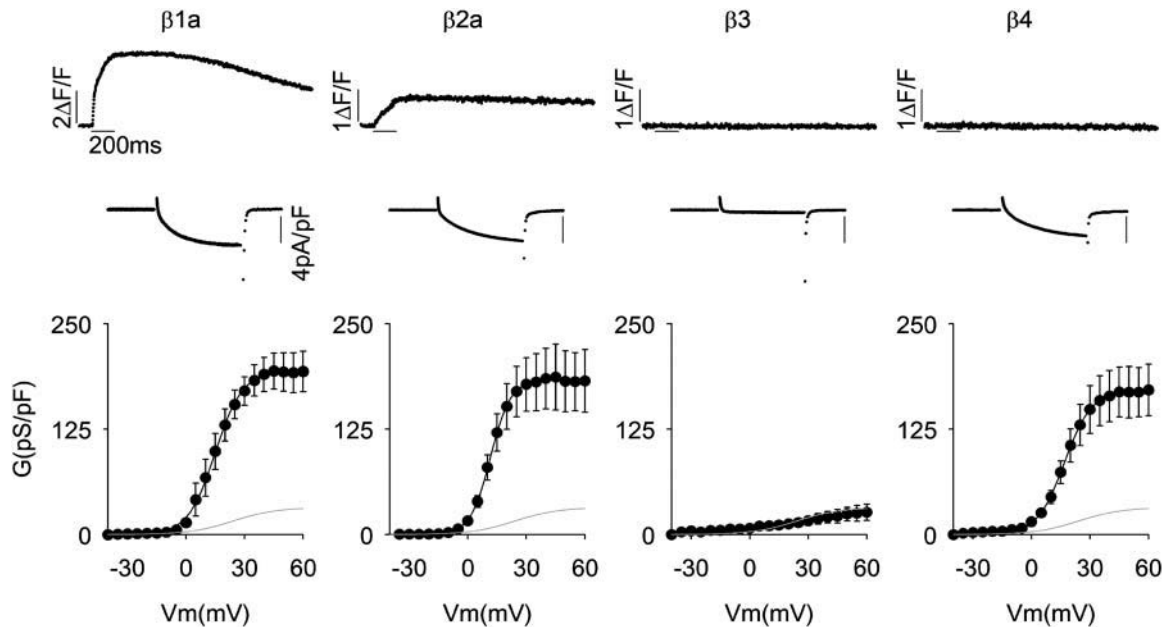 β1a β2a β3 β4
2ΔF/F 1ΔF/F 1ΔF/F 1ΔF/F
200ms
4pA/pF
250 250 250 250
125 125 125 125
G(pS/pF)
0 0 0 0
-30 0 30 60 -30 0 30 60 -30 0 30 60 -30 0 30 60
Vm(mV) Vm(mV) Vm(mV) Vm(mV)